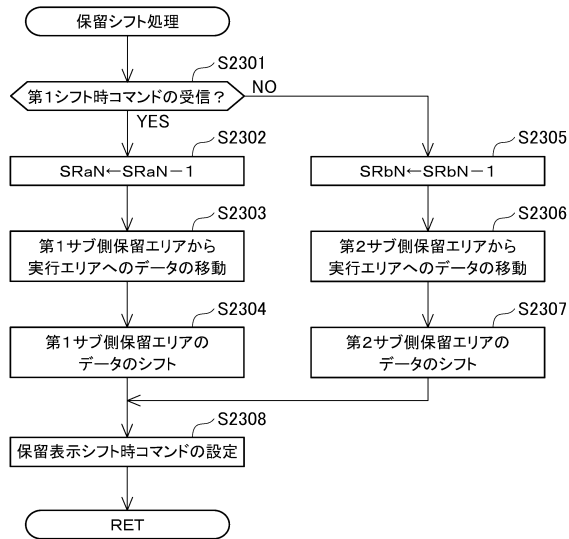 保留シフト処理
S2301
第1シフト時コマンドの受信？
NO
YES
S2302
SRaN←SRaN－1
S2303
第1サブ側保留エリアから
実行エリアへのデータの移動
S2304
第1サブ側保留エリアの
データのシフト
S2305
SRbN←SRbN－1
S2306
第2サブ側保留エリアから
実行エリアへのデータの移動
S2307
第2サブ側保留エリアの
データのシフト
S2308
保留表示シフト時コマンドの設定
RET